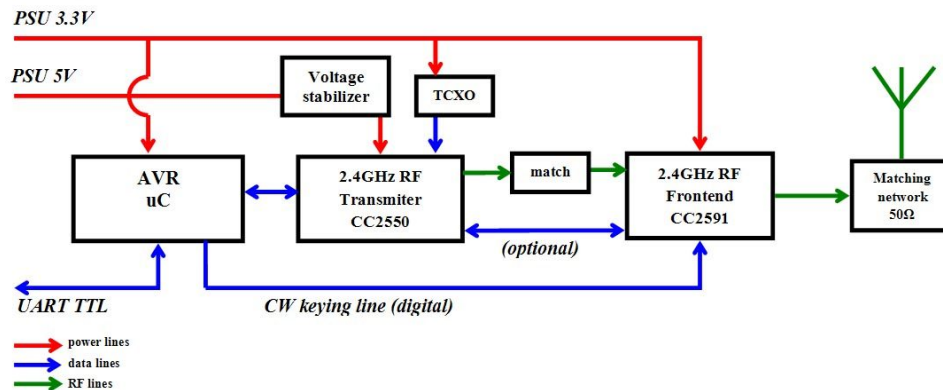 PSU 3.3V
PSU 5V
Voltage
stabilizer
TCXO
AVR
uC
2.4GHz RF
Transmiter
CC2550
match
2.4GHz RF
Frontend
CC2591
Matching
network
50Ω
(optional)
UART TTL
CW keying line (digital)
power lines
data lines
RF lines